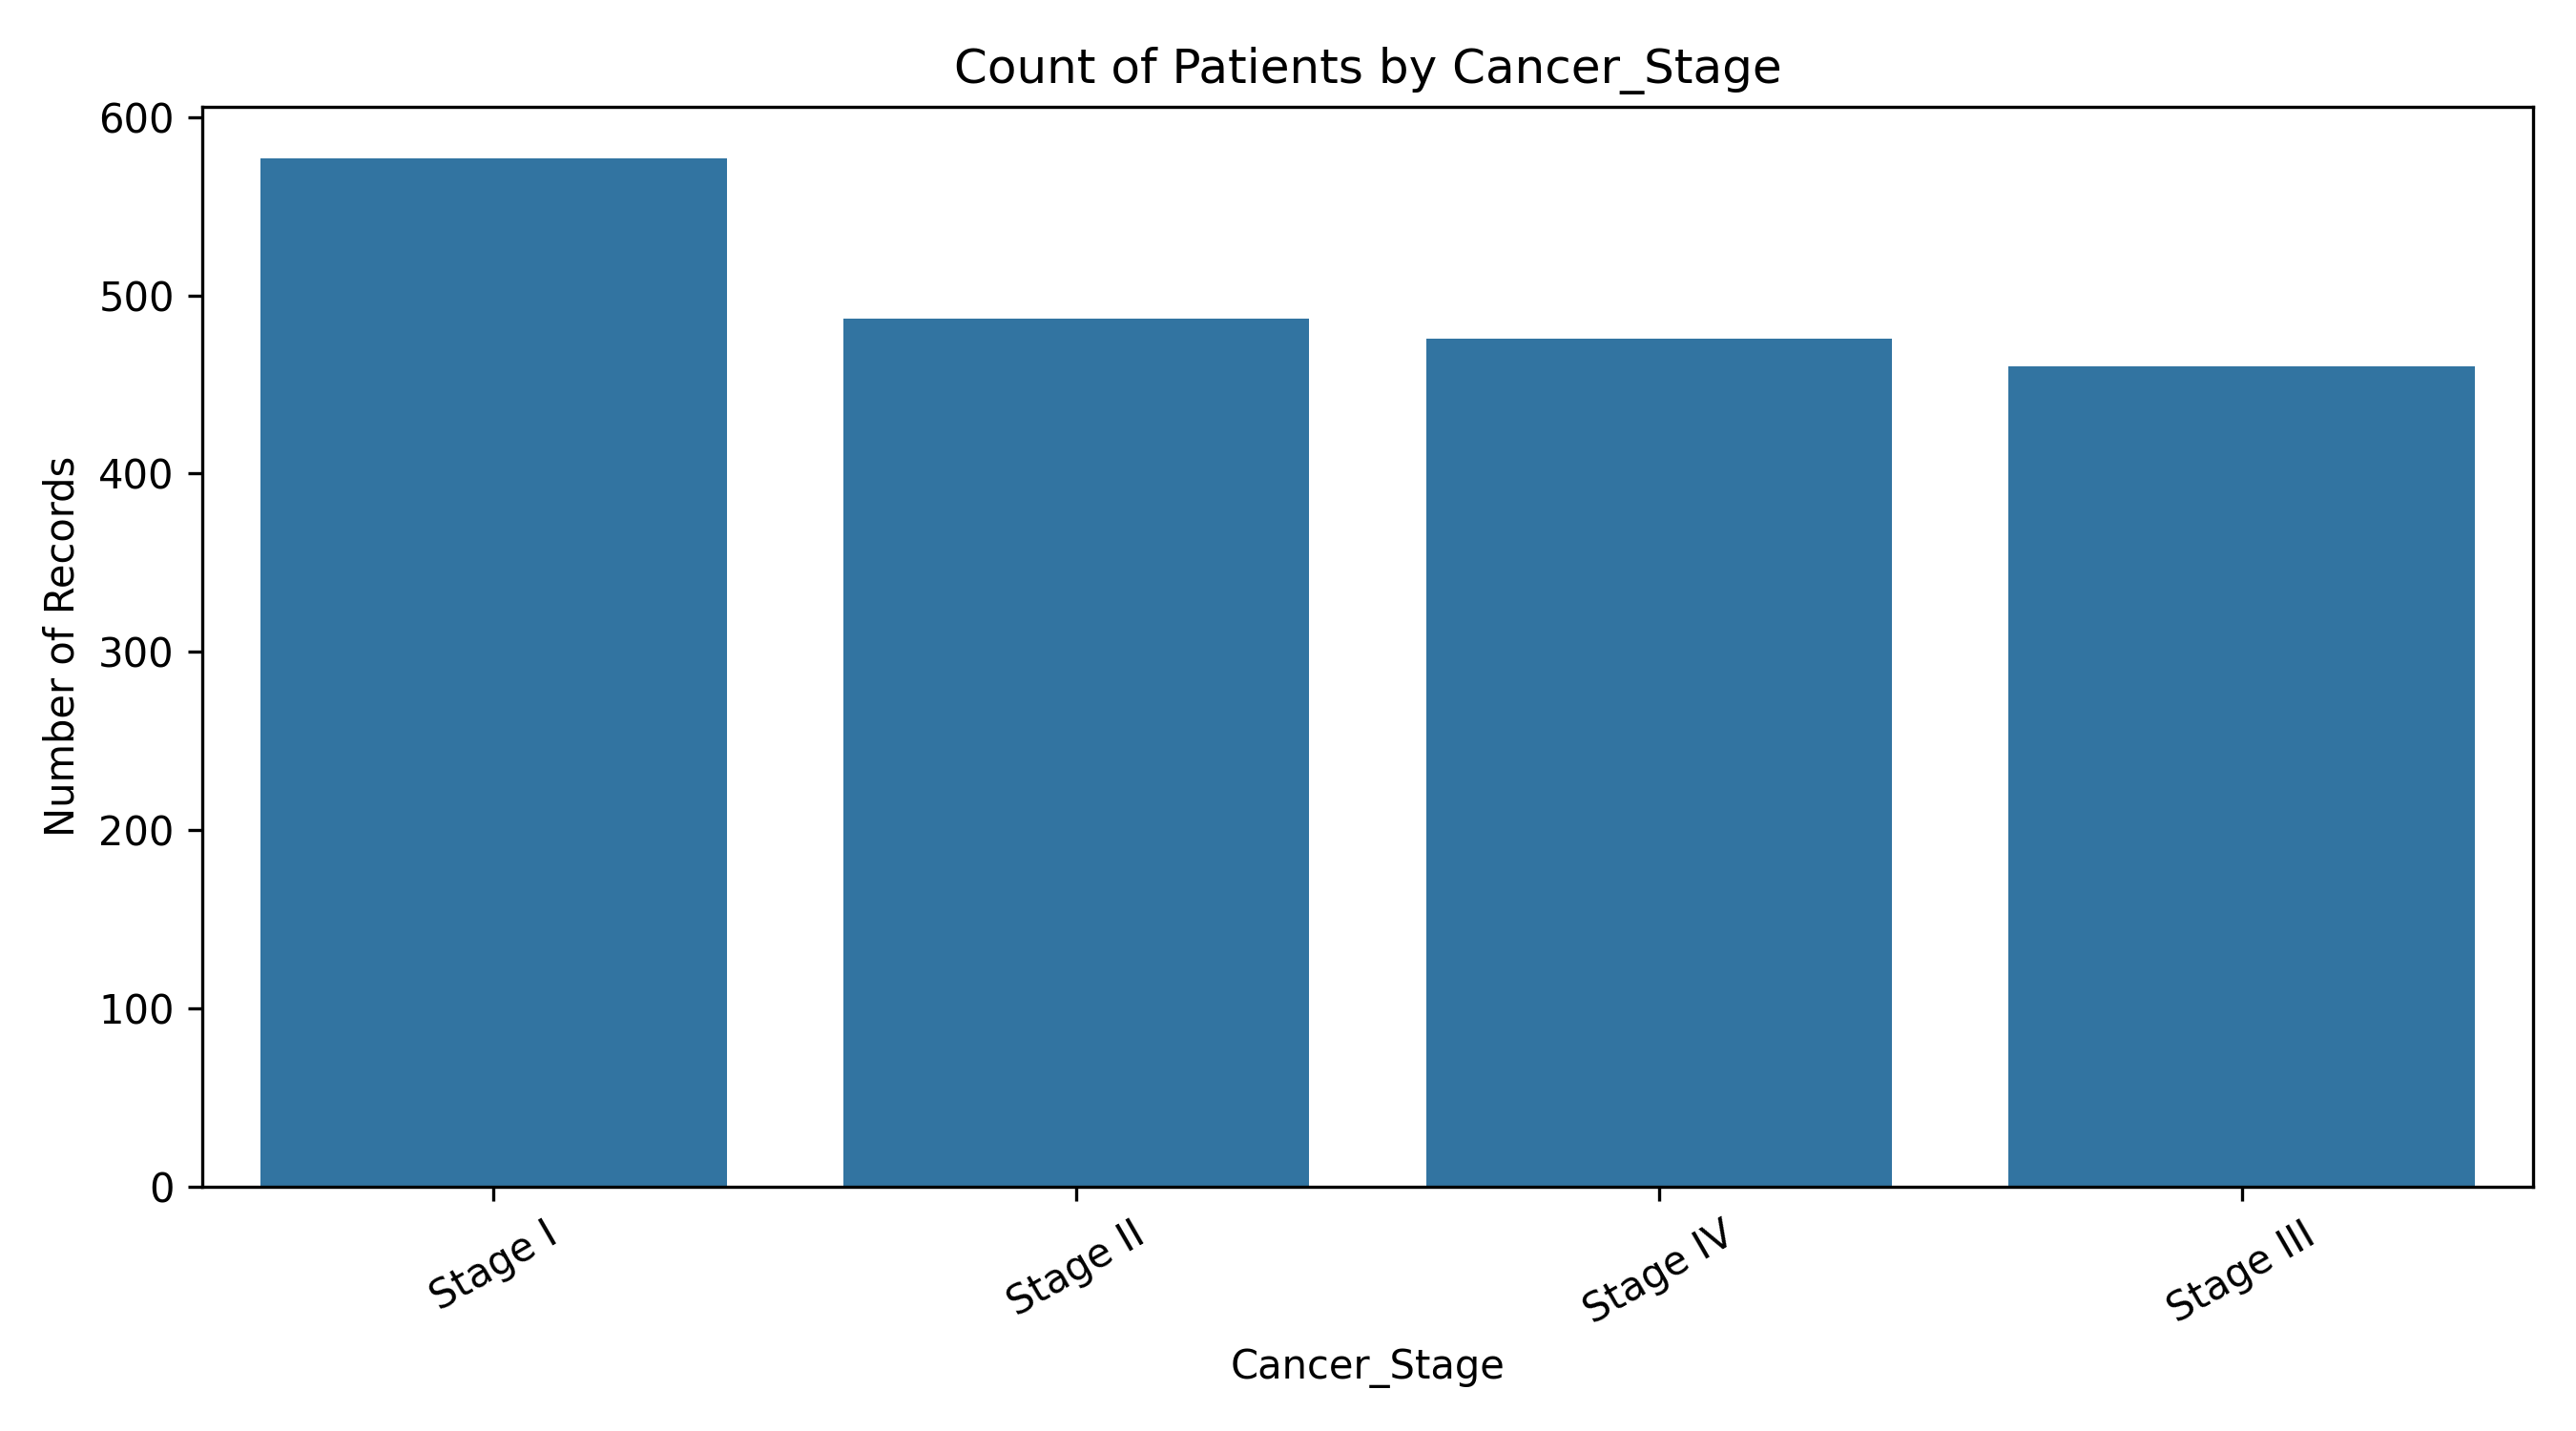 Count of Patients by Cancer_Stage
Number of Records
600
500
400
300
200
100
0
Stage I
Stage II
Stage IV
Stage III
Cancer_Stage